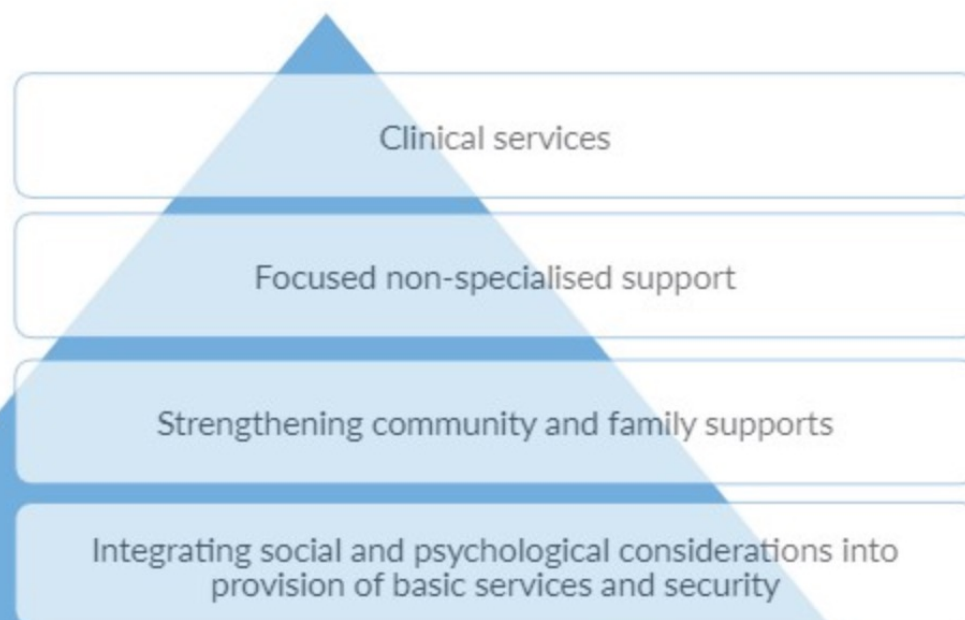 Clinical services
Focused non-specialised support
Strengthening community and family supports
Integrating social and psychological considerations into
provision of basic services and security